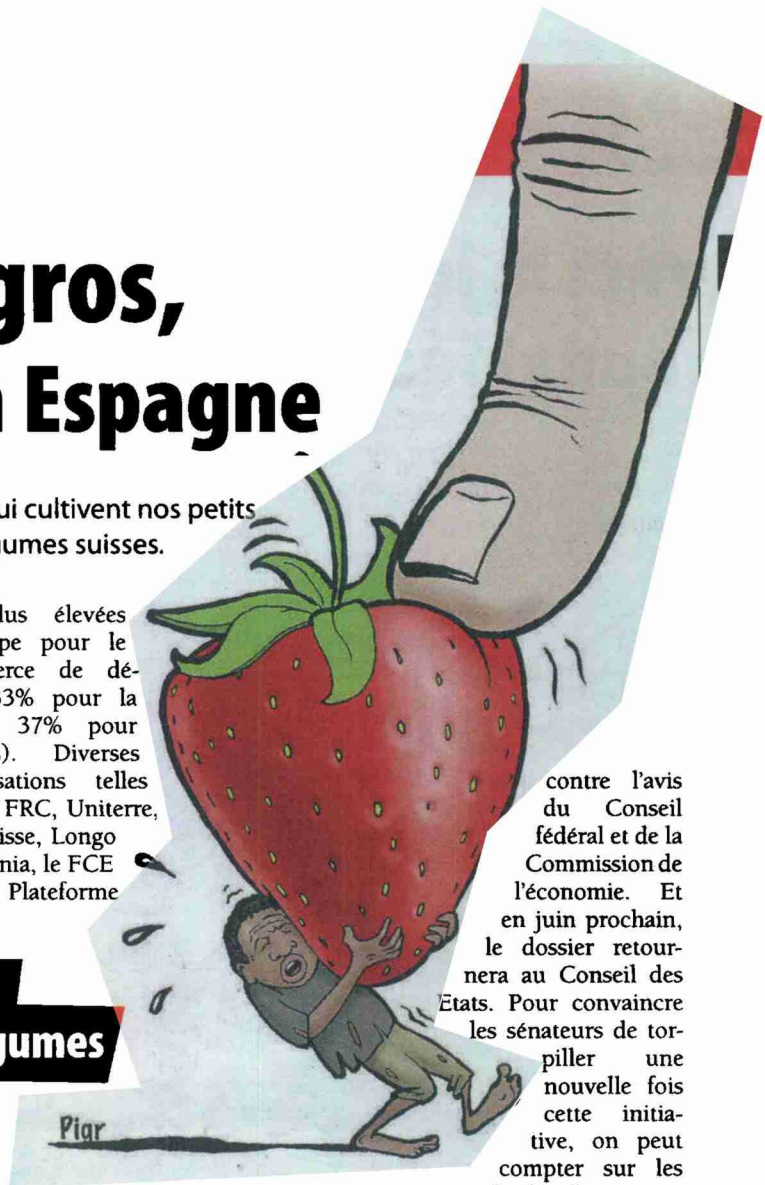 gros,
Espagne
ui cultivent nos petits
umes suisses.
lus élevées
pe pour le
erce de dé-
33% pour la
37% pour
). Diverses
sations telles
FRC, Uniterre,
isse, Longo
nia, le FCE
Plateforme
gumes
Pigr
contre l'avis
du Conseil
fédéral et de la
Commission de
l'économie. Et
en juin prochain,
le dossier retour-
nera au Conseil des
Etats. Pour convaincre
les sénateurs de tor-
piller une
nouvelle fois
cette initia-
tive, on peut
compter sur les